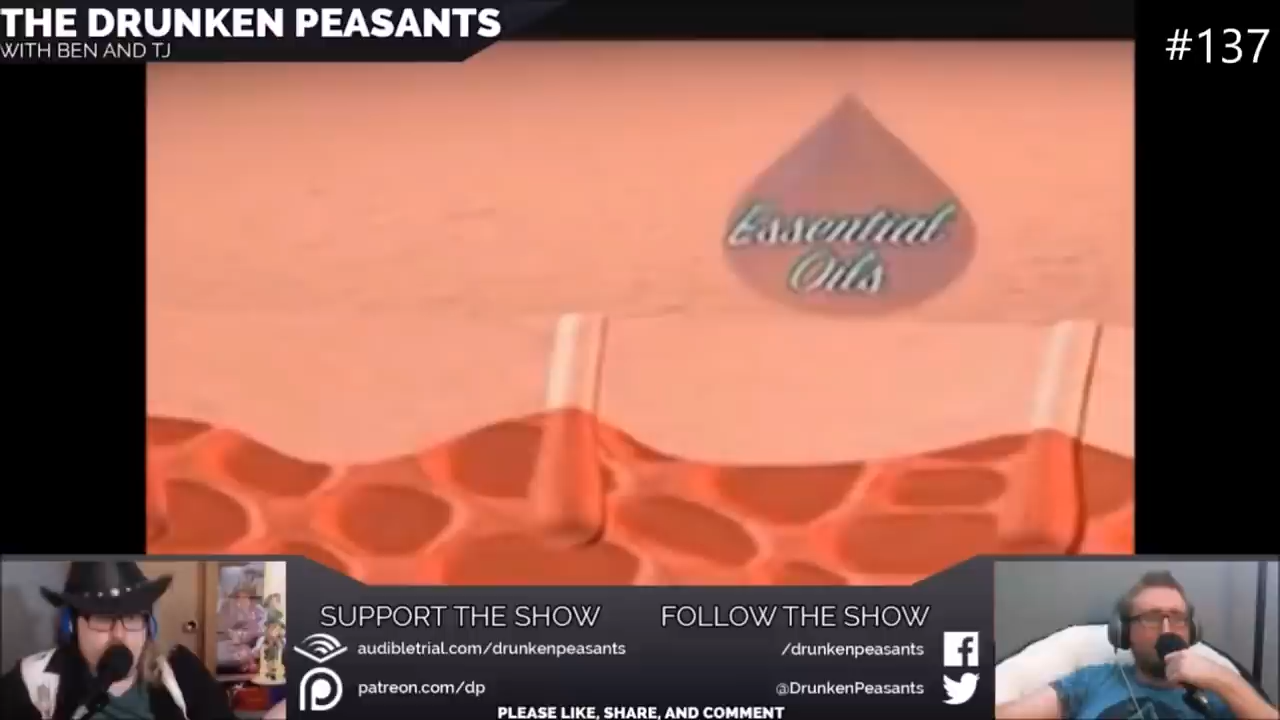 THE DRUNKEN PEASANTS
WITH BEN AND TJ
#137
Essential
Oils
SUPPORT THE SHOW
audibletrial.com/drunkenpeasants
patreon.com/dp
FOLLOW THE SHOW
/drunkenpeasants
@DrunkenPeasants
PLEASE LIKE, SHARE, AND COMMENT